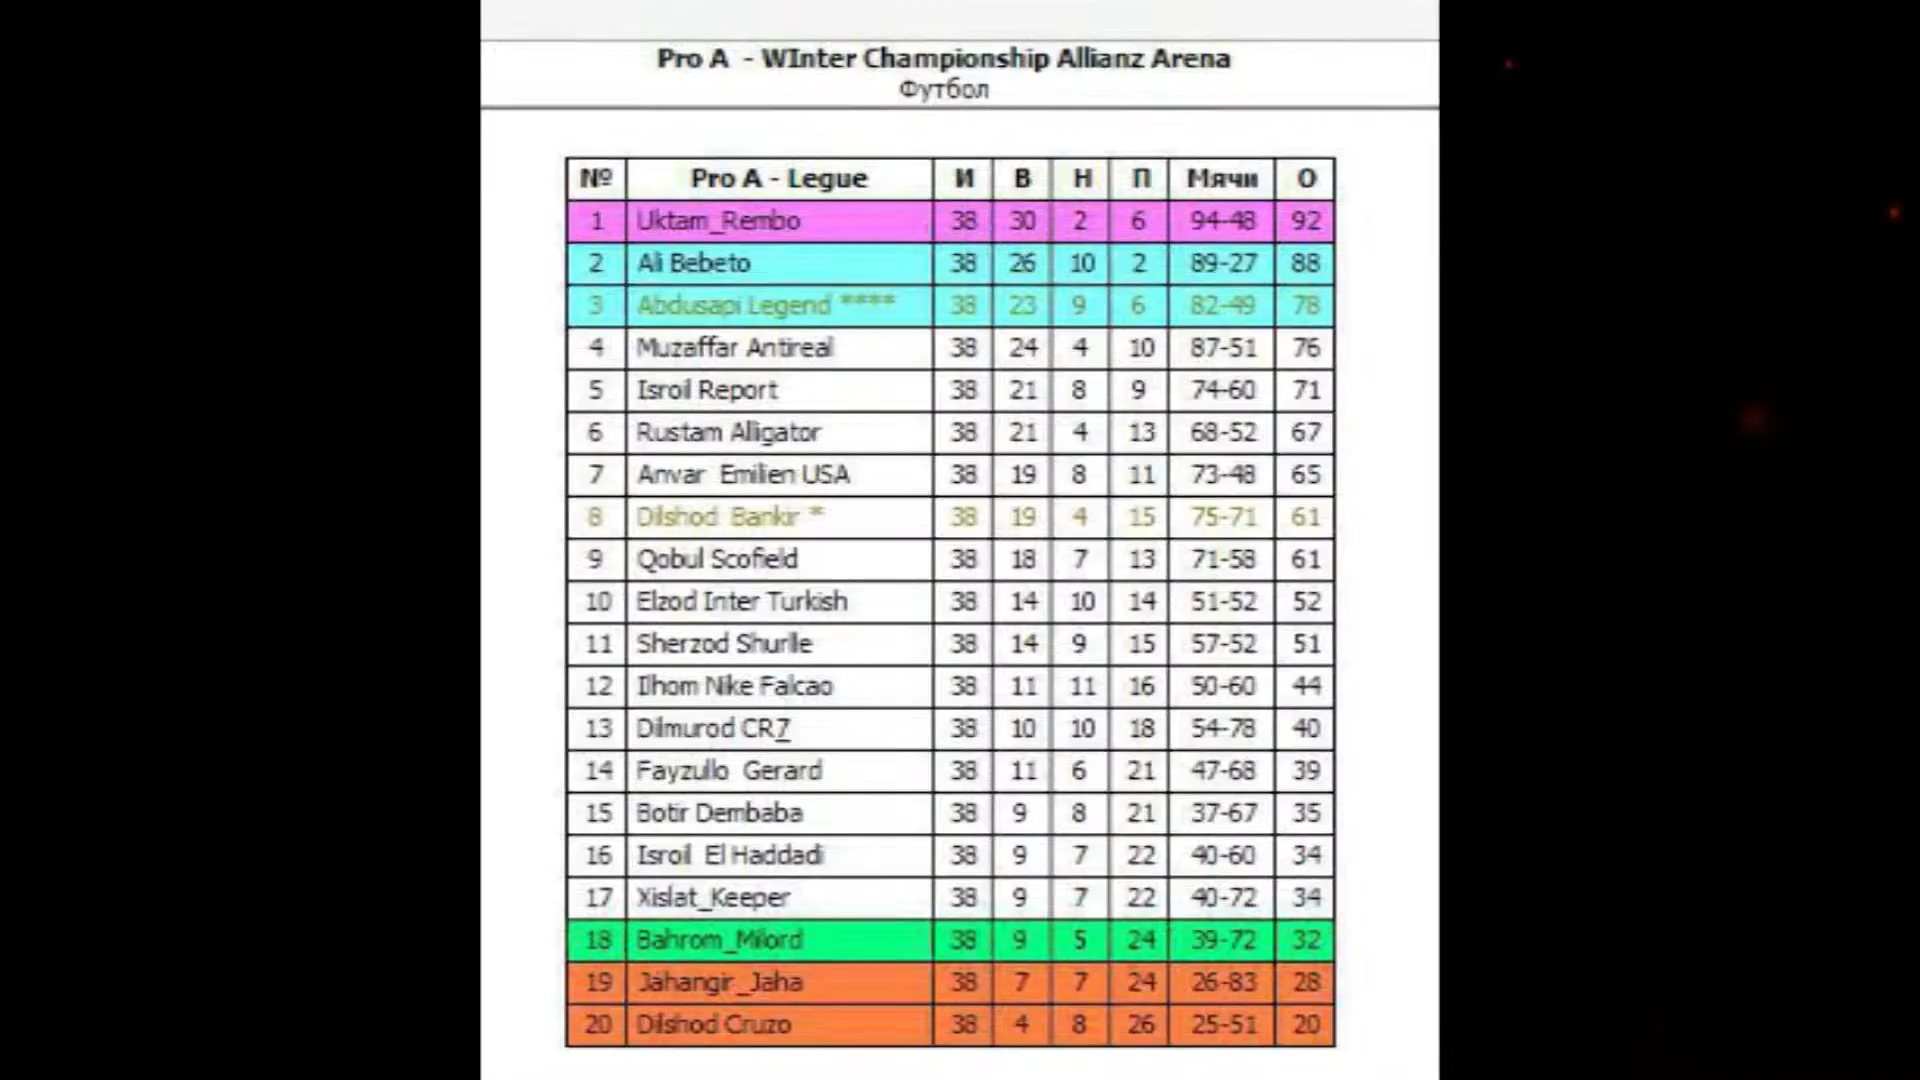 Pro A - WInter Championship Allianz Arena
Футбол
№ Pro A - Legue И В Н П Мячи О
1 Uktam_Rembo 38 30 2 6 94-48 92
2 Ali Bebeto 38 26 10 2 89-27 88
3 Abdusapi Legend **** 38 23 9 6 82-49 78
4 Muzaffar Antireal 38 24 4 10 87-51 76
5 Isroil Report 38 21 8 9 74-60 71
6 Rustam Alligator 38 21 4 13 68-52 67
7 Anvar Emilien USA 38 19 8 11 73-48 65
8 Dilshod Bankir * 38 19 4 15 75-71 61
9 Qobul Scofield 38 18 7 13 71-58 61
10 Elzod Inter Turkish 38 14 10 14 51-52 52
11 Sherzod Shurlle 38 14 9 15 57-52 51
12 Ilhom Nike Falcao 38 11 11 16 50-60 44
13 Dilmurod CR7 38 10 10 18 54-78 40
14 Fayzullo Gerard 38 11 6 21 47-68 39
15 Botir Dembaba 38 9 8 21 37-67 35
16 Isroil El Haddadi 38 9 7 22 40-60 34
17 Xislat_Keeper 38 9 7 22 40-72 34
18 Bahrom_Milord 38 9 5 24 39-72 32
19 Jahangir_Jaha 38 7 7 24 26-83 28
20 Dilshod Cruzo 38 4 8 26 25-51 20